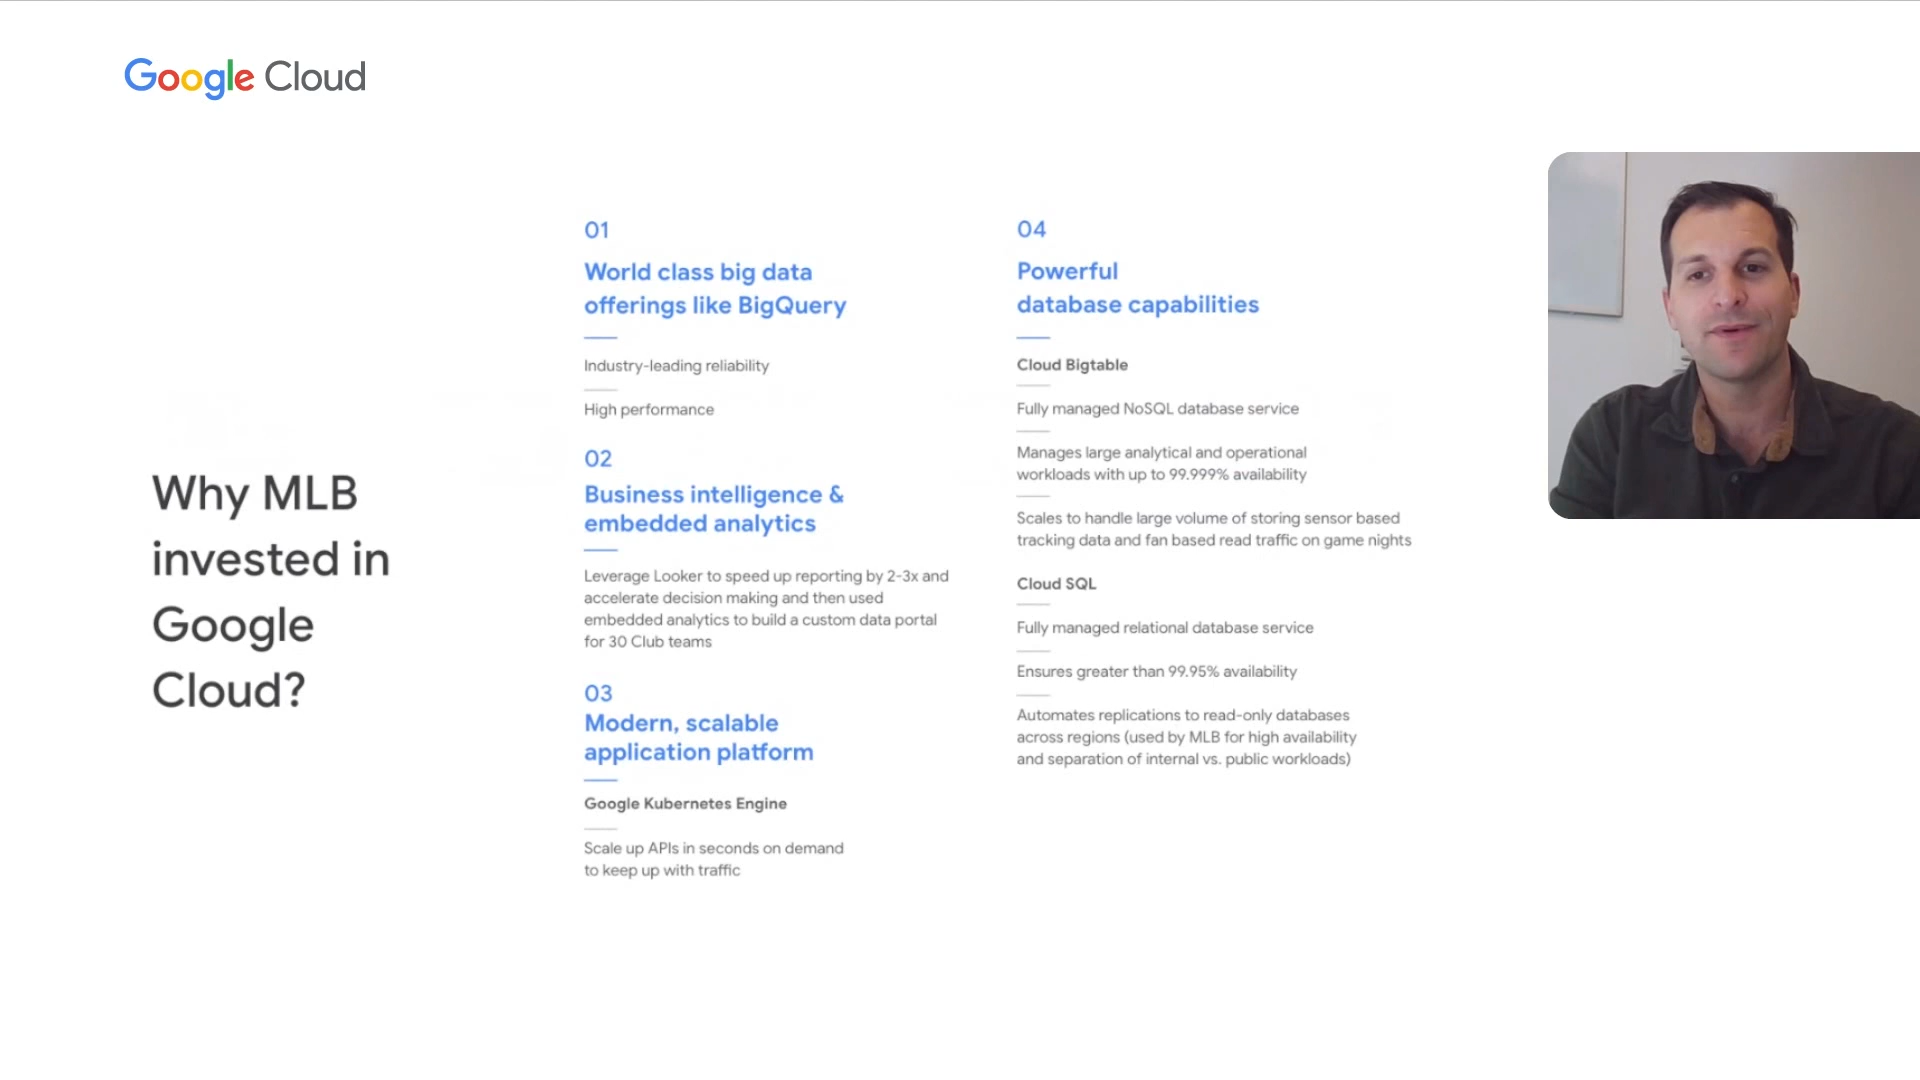 Google Cloud
Why MLB
invested in
Google
Cloud?
01
World class big data
offerings like BigQuery
Industry-leading reliability
High performance
02
Business intelligence &
embedded analytics
Leverage Looker to speed up reporting by 2-3x and
accelerate decision making and then used
embedded analytics to build a custom data portal
for 30 Club teams
03
Modern, scalable
application platform
Google Kubernetes Engine
Scale up APIs in seconds on demand
to keep up with traffic
04
Powerful
database capabilities
Cloud Bigtable
Fully managed NoSQL database service
Manages large analytical and operational
workloads with up to 99.999% availability
Scales to handle large volume of storing sensor based
tracking data and fan based read traffic on game nights
Cloud SQL
Fully managed relational database service
Ensures greater than 99.95% availability
Automates replications to read-only databases
across regions (used by MLB for high availability
and separation of internal vs. public workloads)